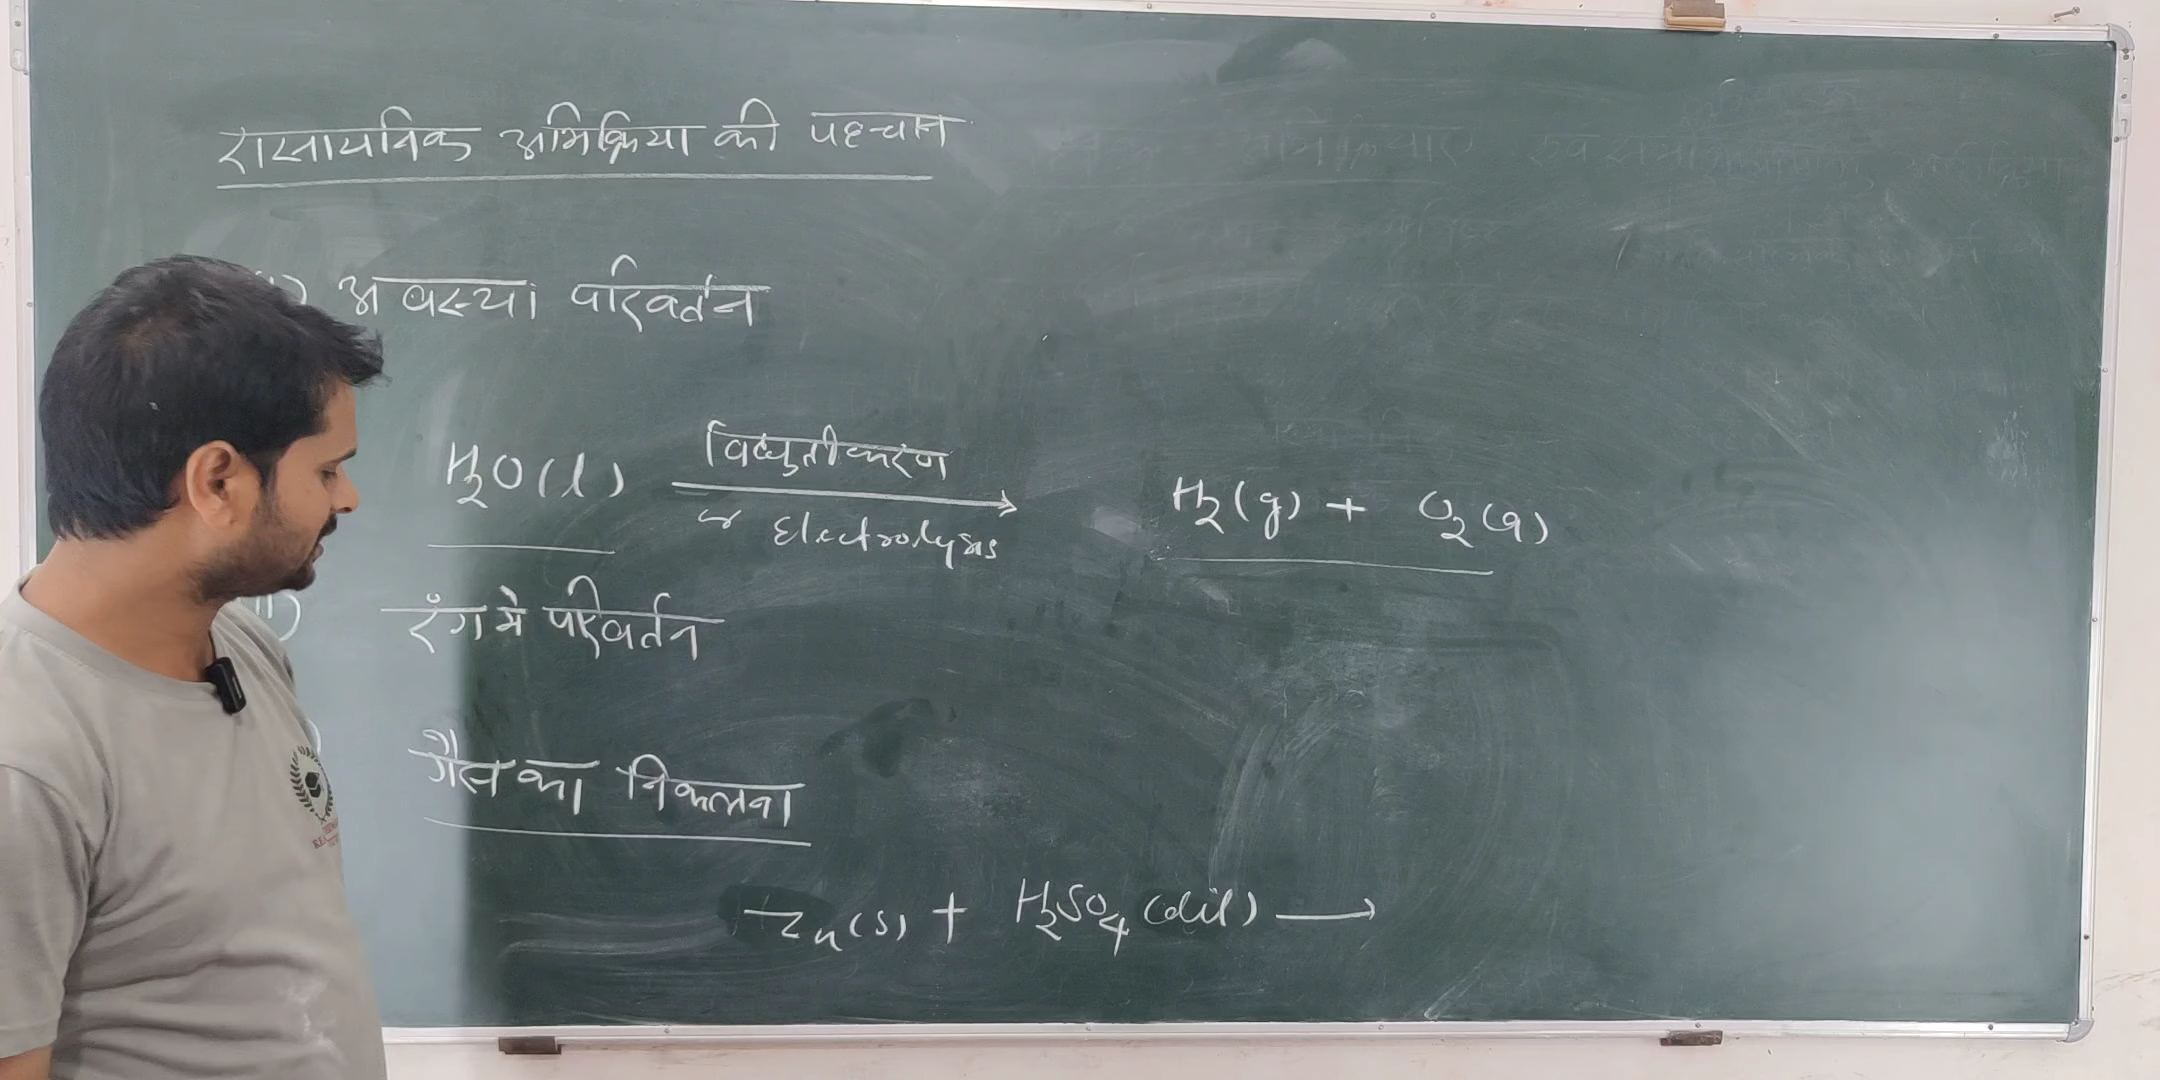 रासायनिक अभिक्रिया की पहचान
अवस्था परिवर्तन
H₂O(l) विद्युतीकरण → H₂(g) + O₂(g)
or Electrolysis
रंग मे परिवर्तन
गैस का निकलना
Zn(s) + H₂SO₄(dil) →